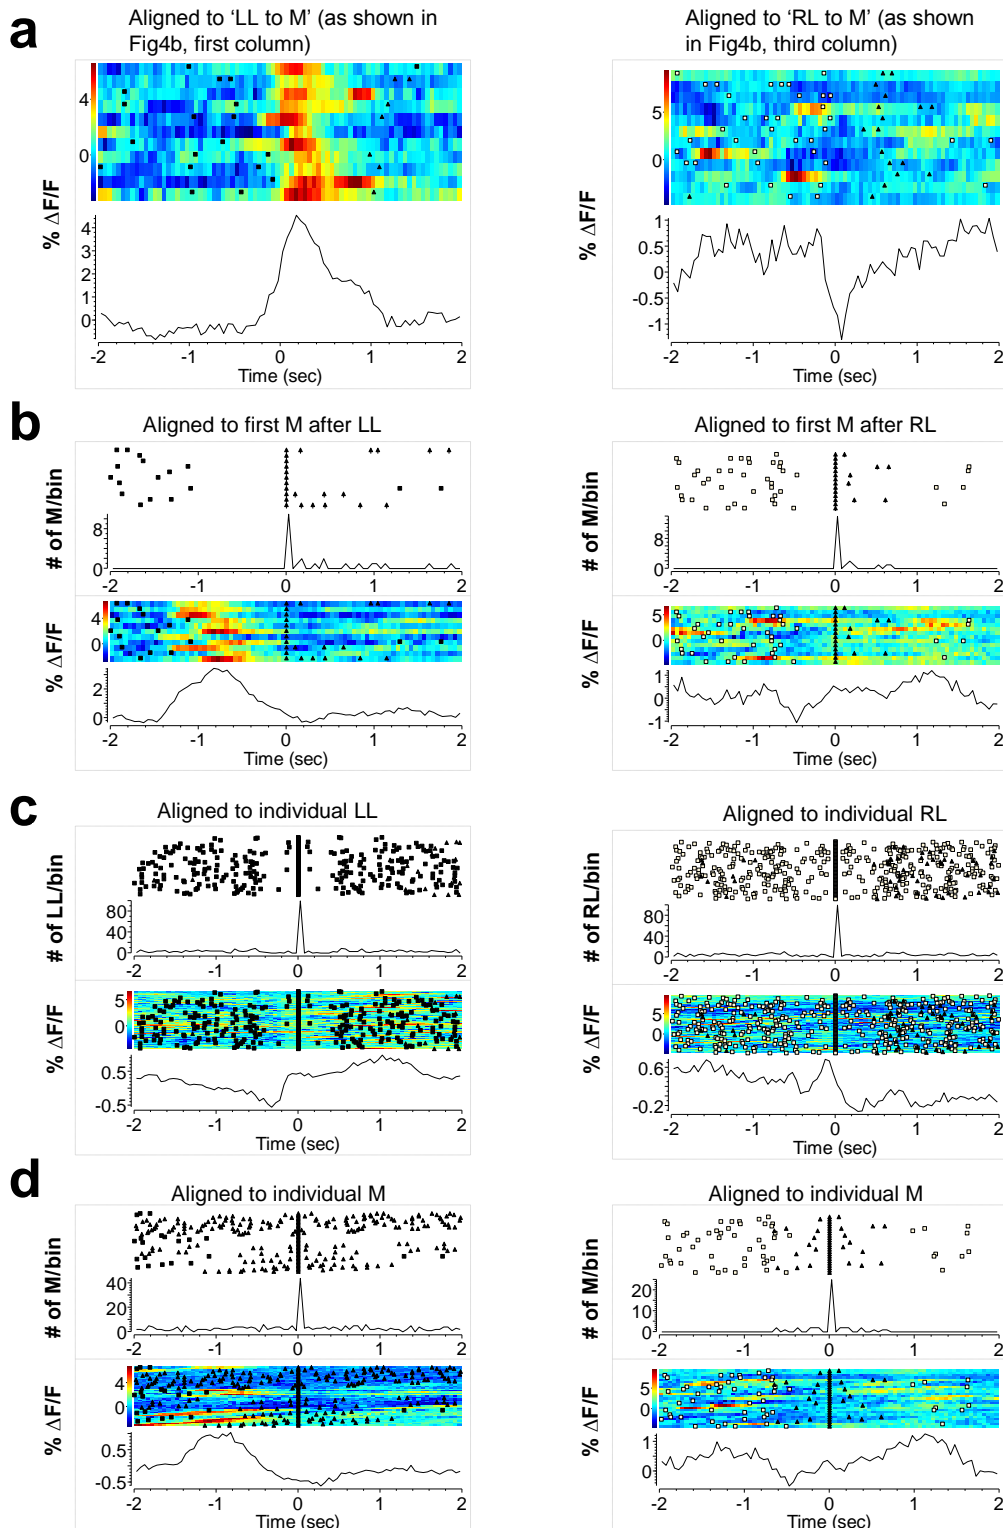 a
Aligned to 'LL to M' (as shown in
Fig4b, first column)
Aligned to 'RL to M' (as shown
in Fig4b, third column)
4
0
% ΔF/F
4
3
2
1
0
-2 -1 0 1 2
Time (sec)
5
0
% ΔF/F
1
0.5
0
-0.5
-1
-2 -1 0 1 2
Time (sec)
b
Aligned to first M after LL
Aligned to first M after RL
# of M/bin
8
0
-2 -1 0 1 2
% ΔF/F
4
0
2
0
-2 -1 0 1 2
Time (sec)
# of M/bin
8
0
-2 -1 0 1 2
% ΔF/F
5
0
1
0
-1
-2 -1 0 1 2
Time (sec)
c
Aligned to individual LL
Aligned to individual RL
# of LL/bin
80
40
0
-2 -1 0 1 2
% ΔF/F
5
0
0.5
-0.5
-2 -1 0 1 2
Time (sec)
# of RL/bin
80
40
0
-2 -1 0 1 2
% ΔF/F
5
0
0.6
-0.2
-2 -1 0 1 2
Time (sec)
d
Aligned to individual M
Aligned to individual M
# of M/bin
40
20
0
-2 -1 0 1 2
% ΔF/F
4
0
0.5
-0.5
-2 -1 0 1 2
Time (sec)
# of M/bin
20
10
0
-2 -1 0 1 2
% ΔF/F
5
0
1
0
-2 -1 0 1 2
Time (sec)